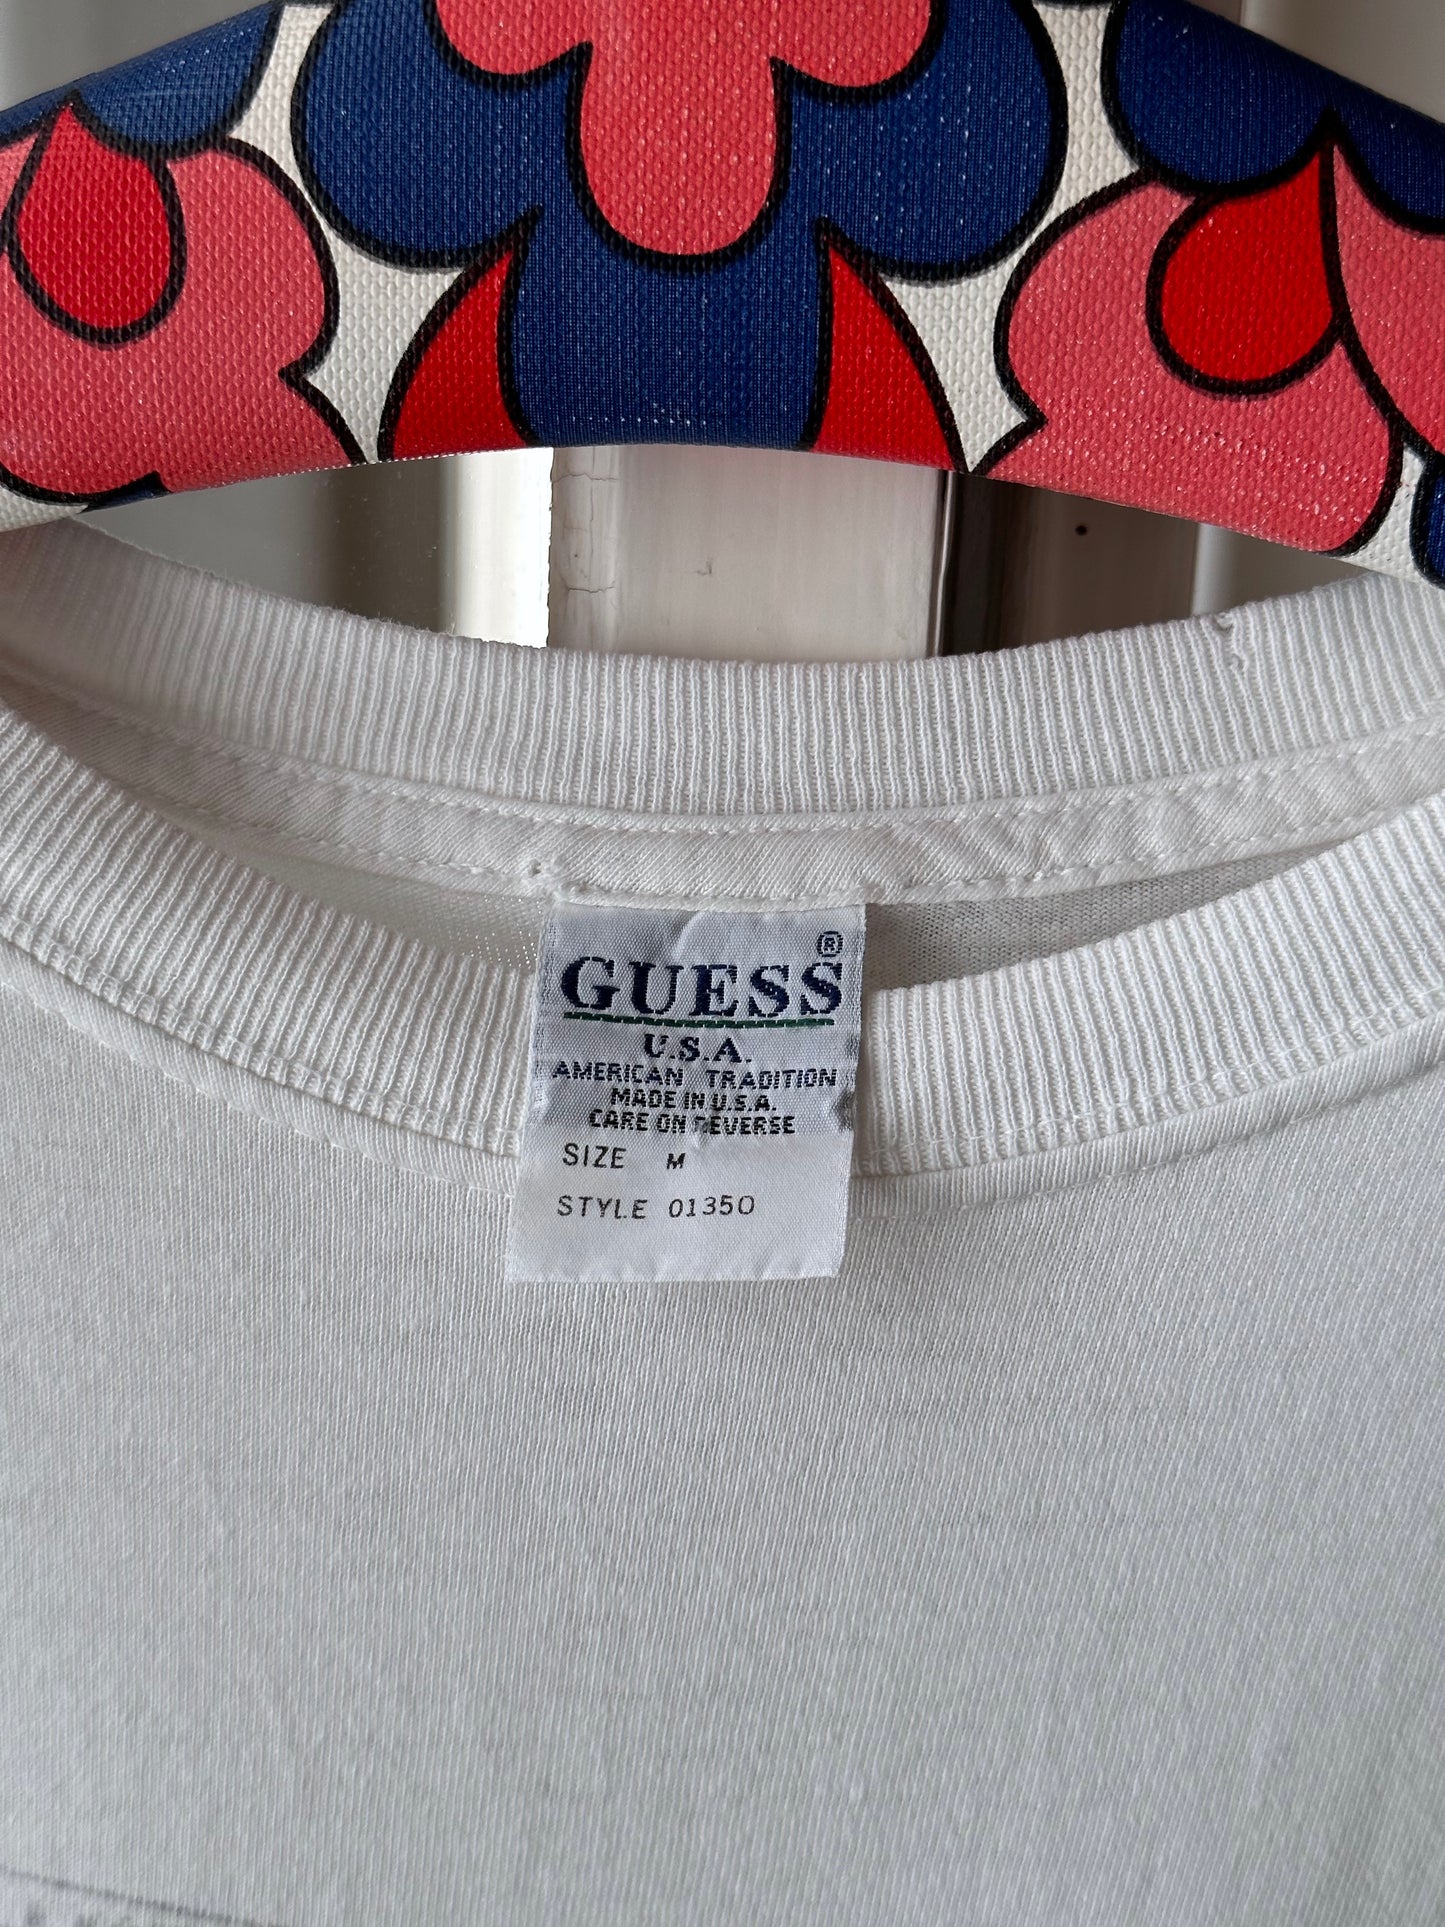 GUESS®
U.S.A.
AMERICAN TRADITION
MADE IN U.S.A.
CARE ON REVERSE
SIZE M
STYLE 01350